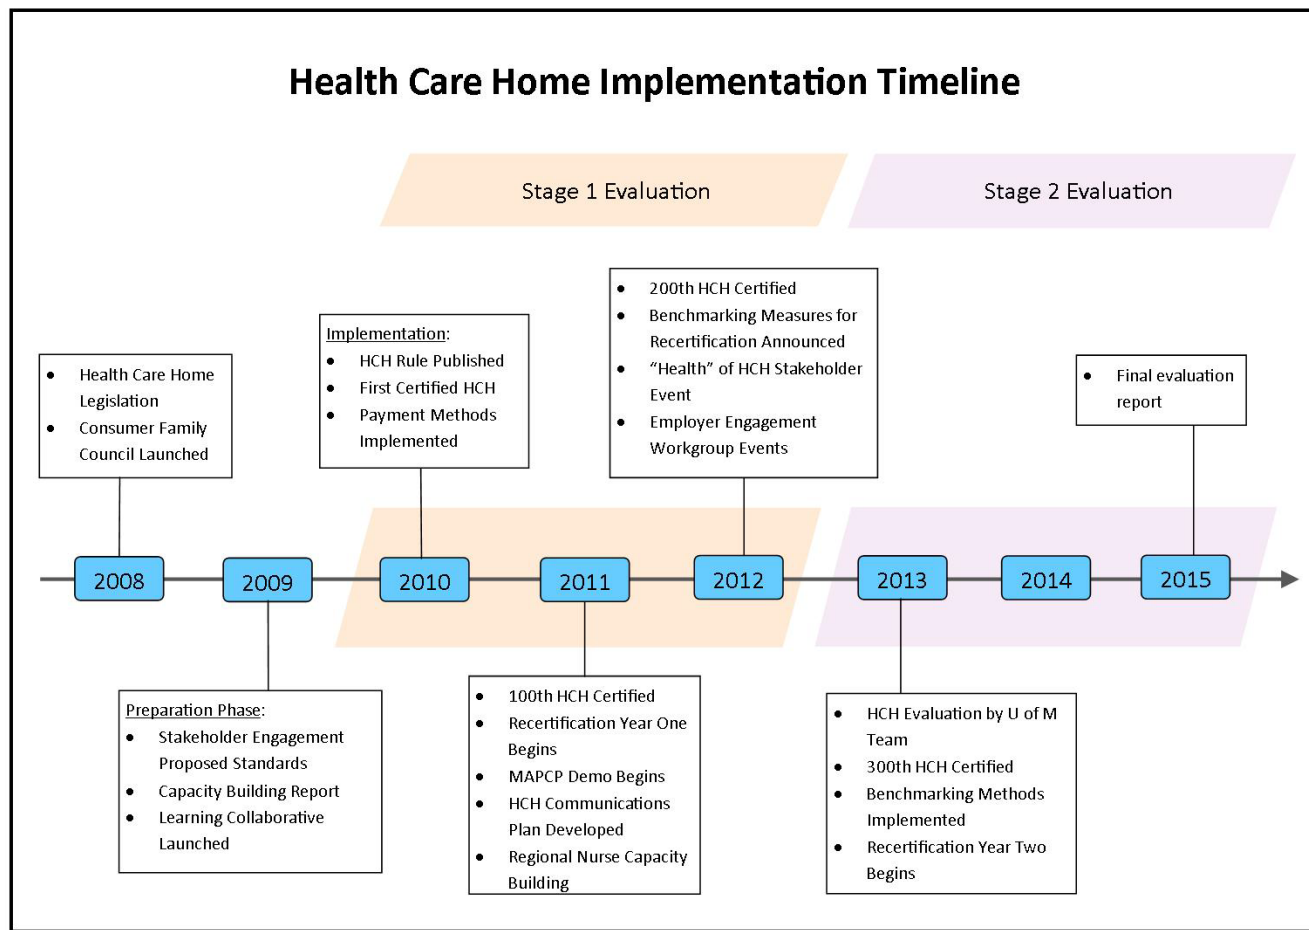 Health Care Home Implementation Timeline
Stage 1 Evaluation
Stage 2 Evaluation
● Health Care Home
Legislation
● Consumer Family
Council Launched
Implementation:
● HCH Rule Published
● First Certified HCH
● Payment Methods
Implemented
● 200th HCH Certified
● Benchmarking Measures for
Recertification Announced
● “Health” of HCH Stakeholder
Event
● Employer Engagement
Workgroup Events
● Final evaluation
report
2008
2009
2010
2011
2012
2013
2014
2015
Preparation Phase:
● Stakeholder Engagement
Proposed Standards
● Capacity Building Report
● Learning Collaborative
Launched
● 100th HCH Certified
● Recertification Year One
Begins
● MAPCP Demo Begins
● HCH Communications
Plan Developed
● Regional Nurse Capacity
Building
● HCH Evaluation by U of M
Team
● 300th HCH Certified
● Benchmarking Methods
Implemented
● Recertification Year Two
Begins